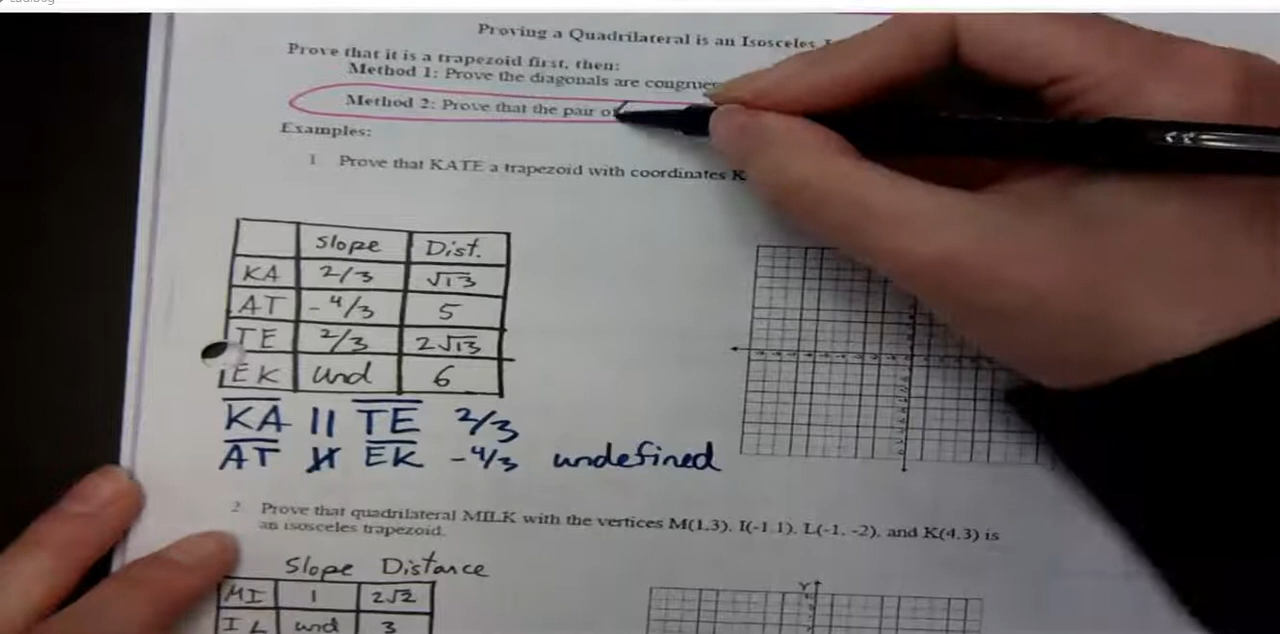 Proving a Quadrilateral is an Isosceles
Prove that it is a trapezoid first, then:
Method 1: Prove the diagonals are
Method 2: Prove that the pair of
Examples:
1 Prove that KATE a trapezoid with coordinates K
Slope Dist.
KA 2/3 √13
AT -4/3 5
TE 2/3 2√13
EK und 6
KA || TE 2/3
AT ∦ EK -4/3 undefined
2 Prove that quadrilateral MILK with the vertices M(1,3), I(-1,1), L(-1, -2), and K(4,3) is
an isosceles trapezoid.
Slope Distance
MI 1 2√2
IL und 3
Y